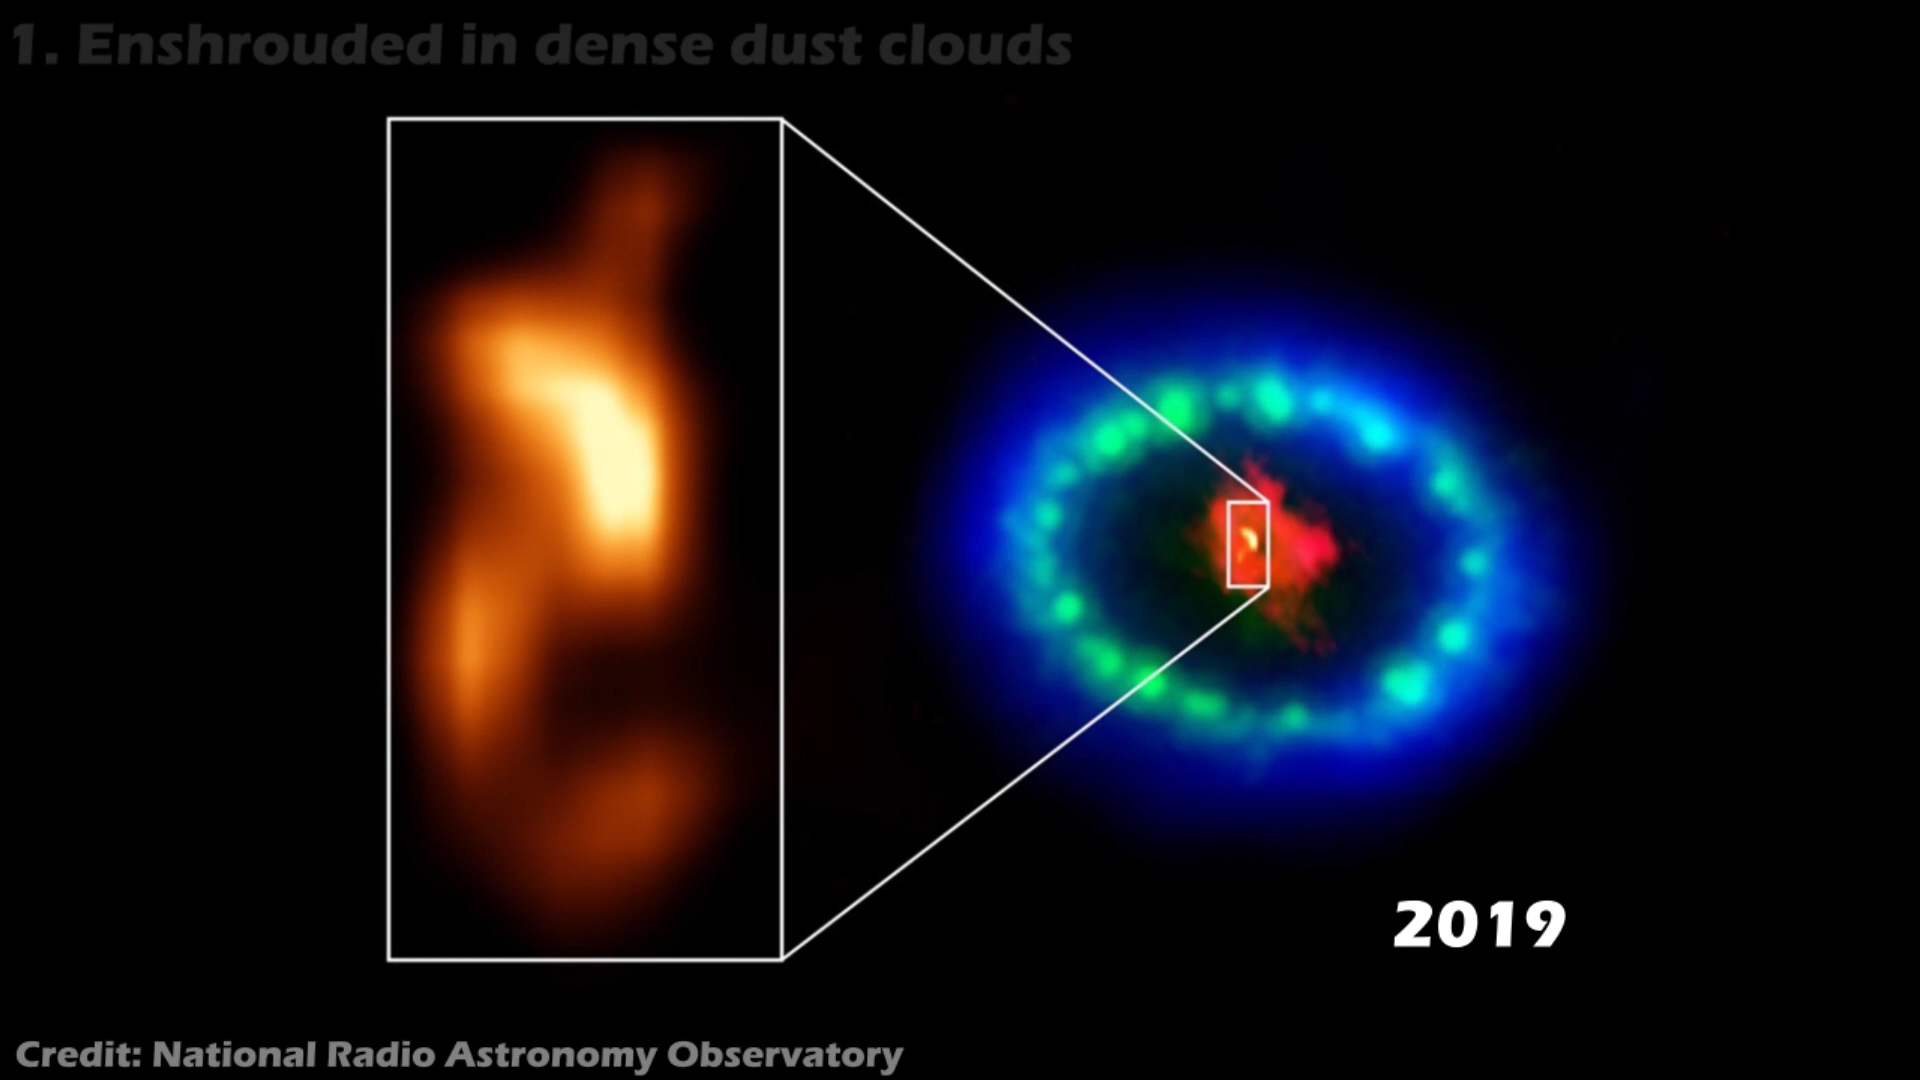 1. Enshrouded in dense dust clouds
2019
Credit: National Radio Astronomy Observatory